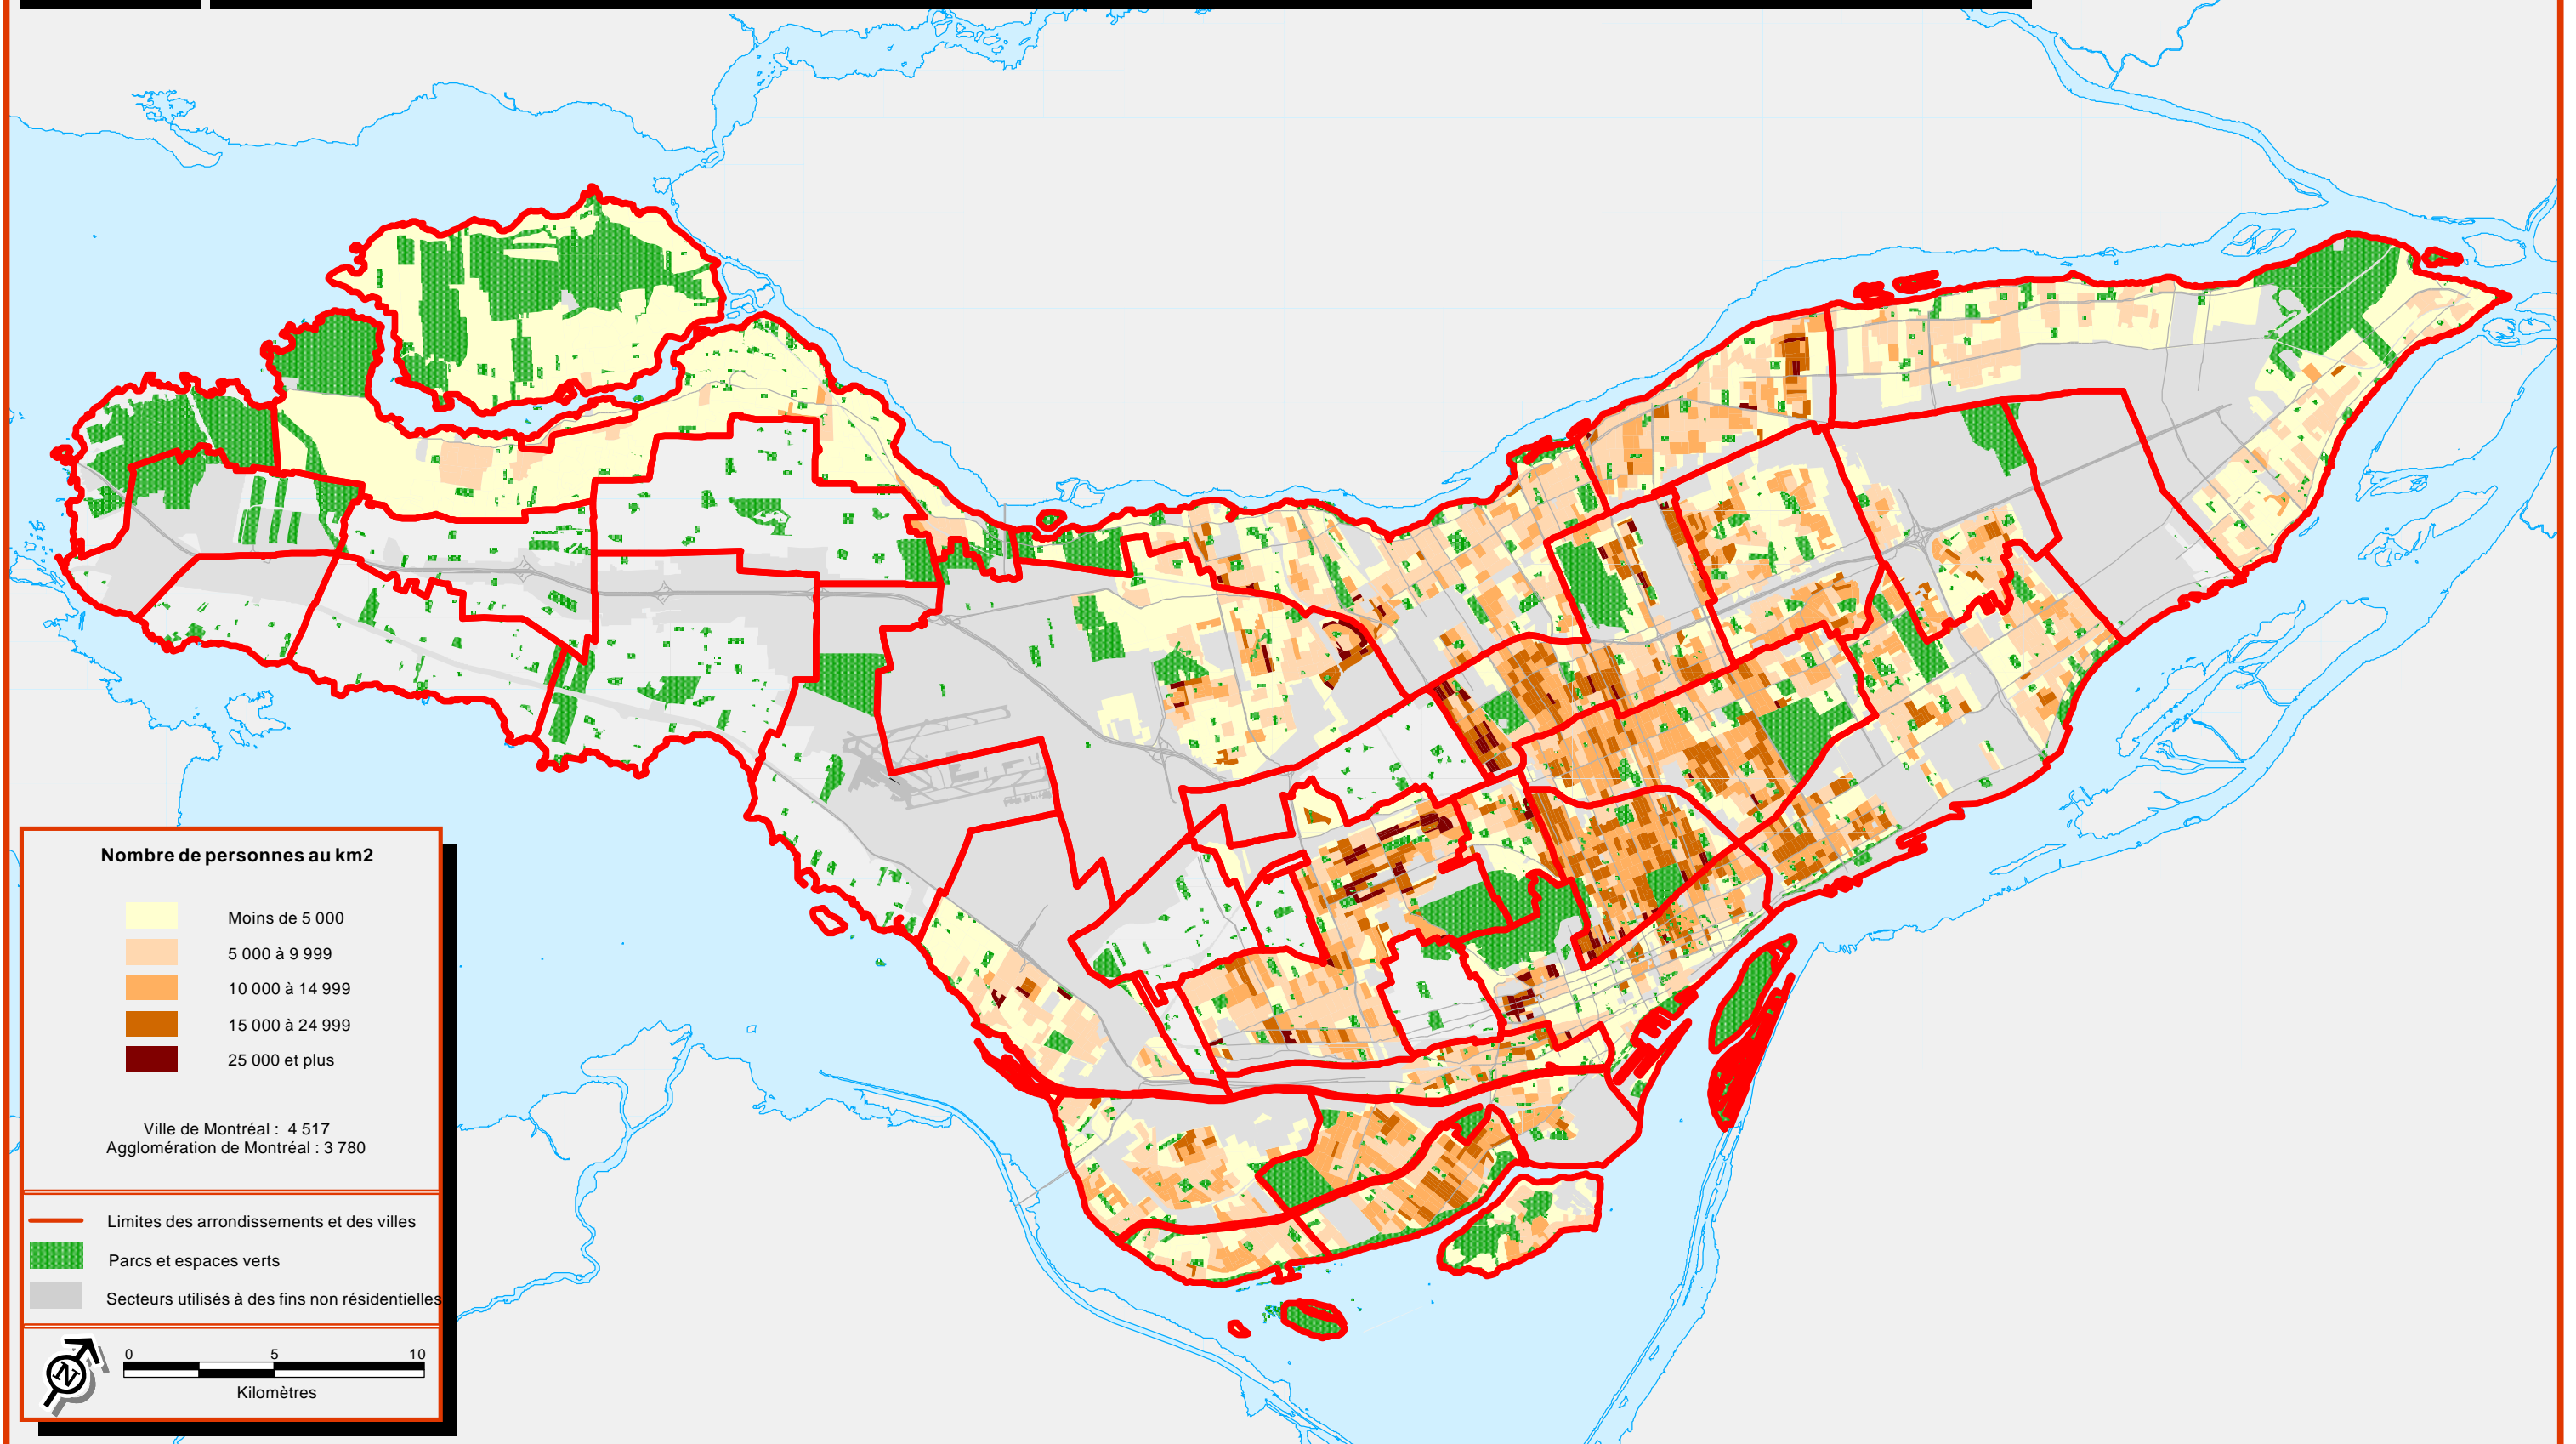 Nombre de personnes au km2
Moins de 5 000
5 000 à 9 999
10 000 à 14 999
15 000 à 24 999
25 000 et plus
Ville de Montréal : 4 517
Agglomération de Montréal : 3 780
Limites des arrondissements et des villes
Parcs et espaces verts
Secteurs utilisés à des fins non résidentielles
N
0 5 10
Kilomètres